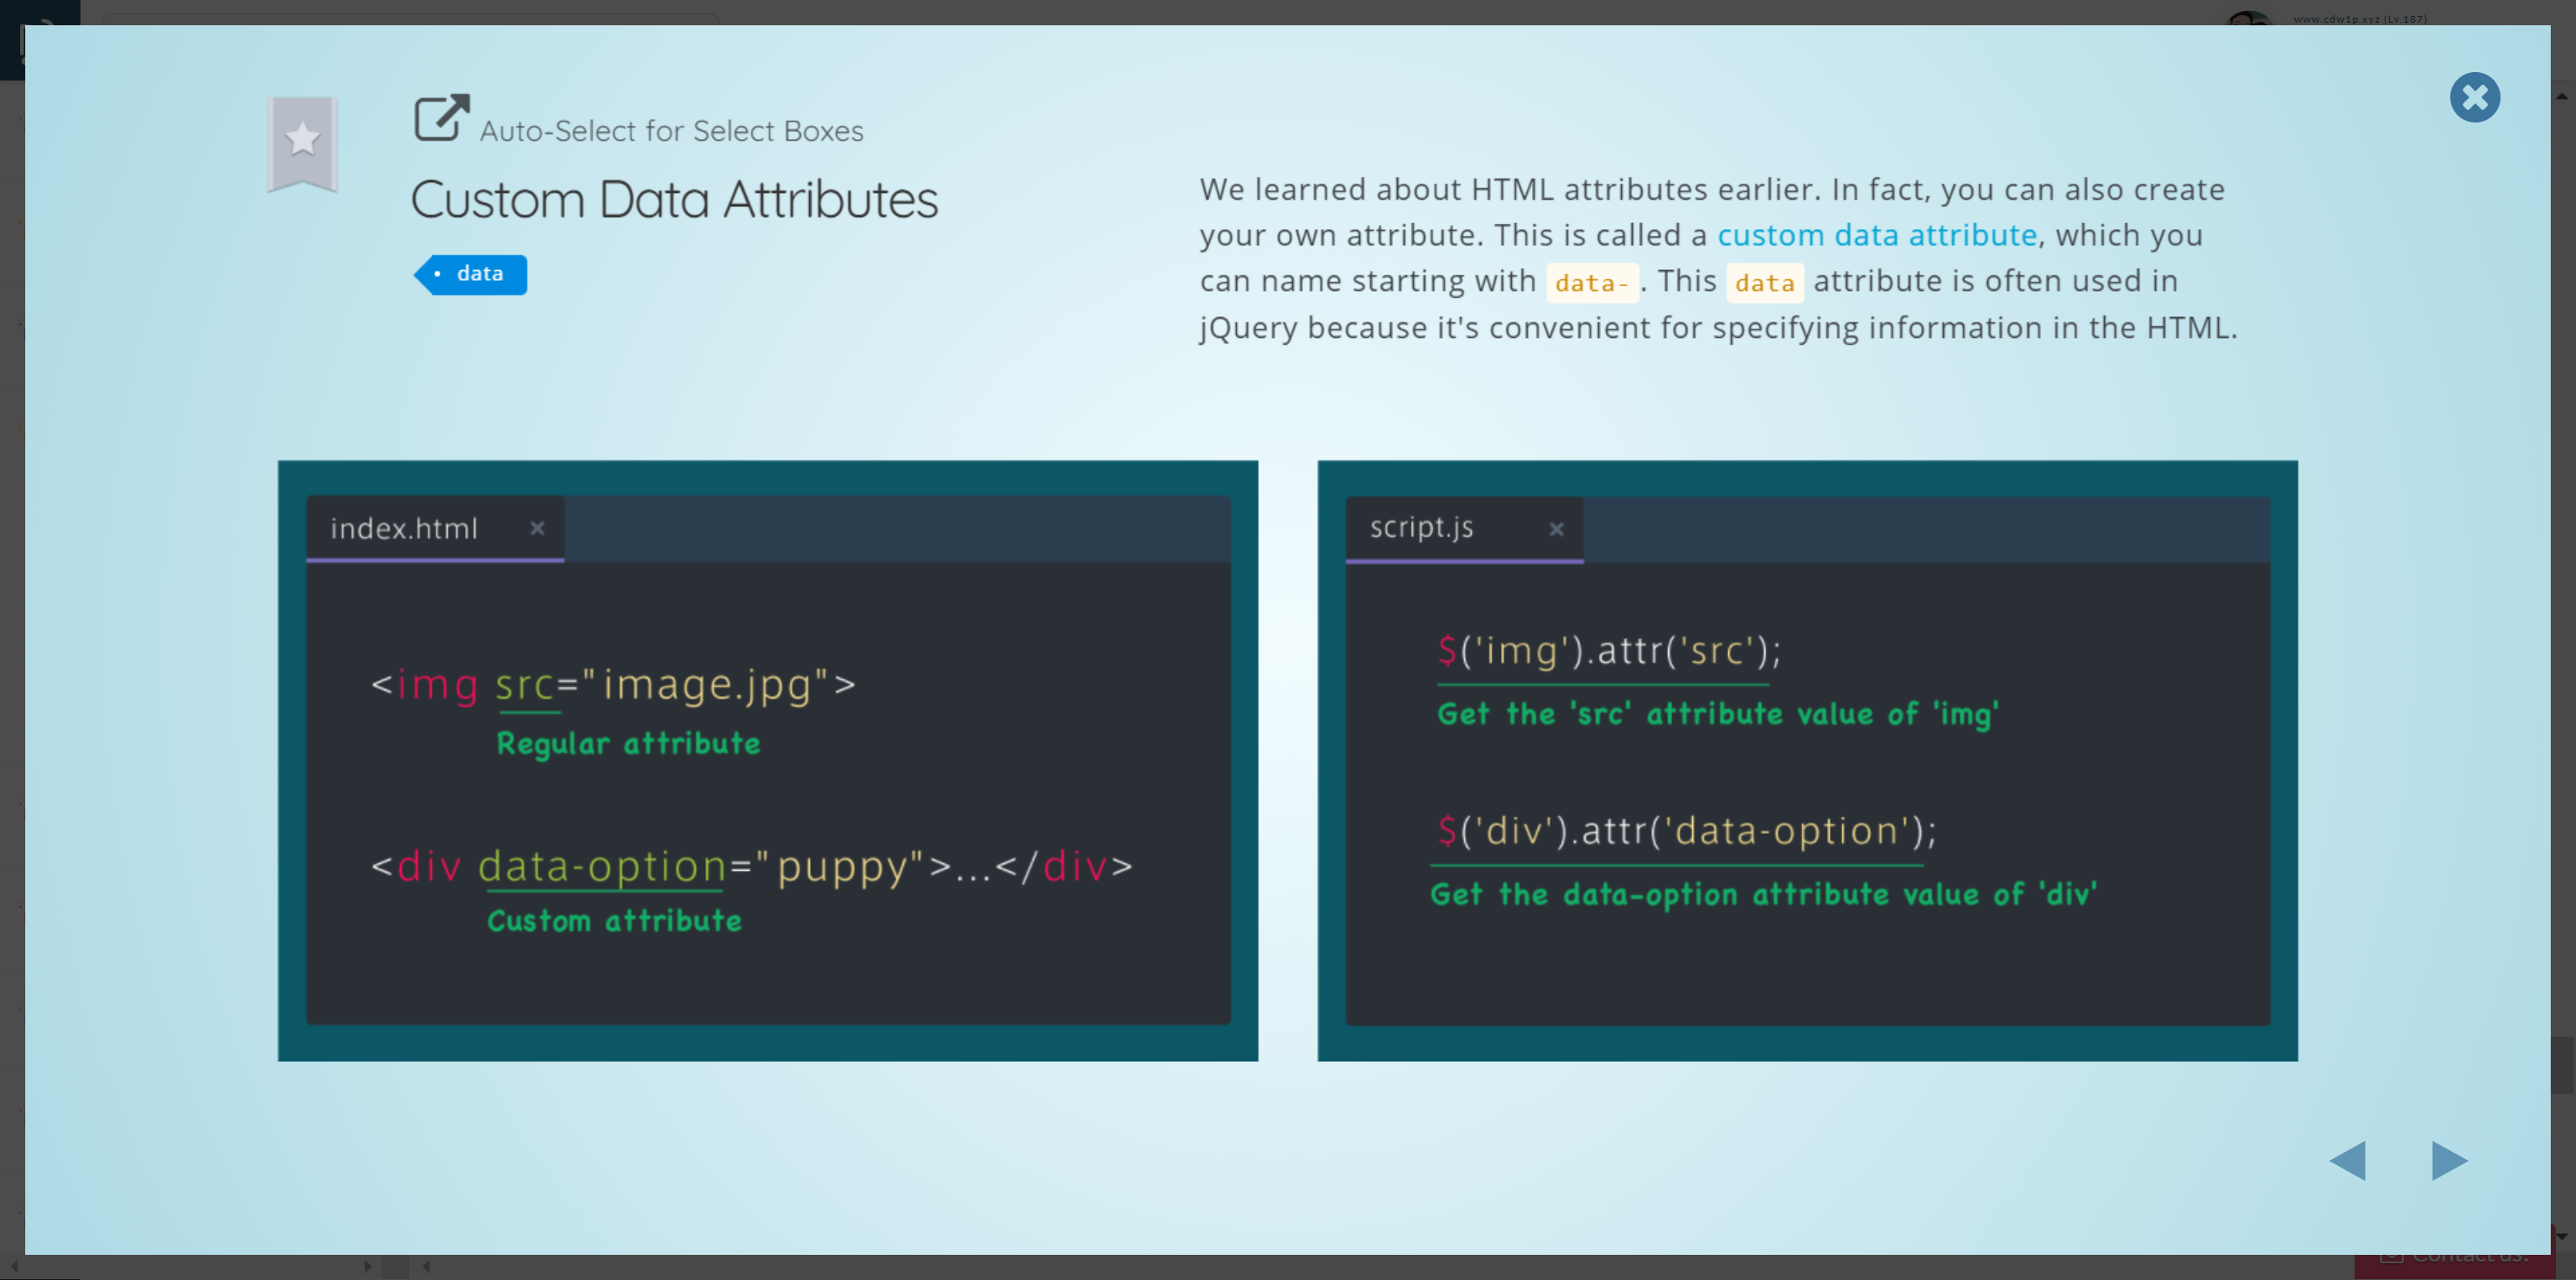 www.cdw1p.xyz (Lv.187)
Auto-Select for Select Boxes
Custom Data Attributes
data
We learned about HTML attributes earlier. In fact, you can also create
your own attribute. This is called a custom data attribute, which you
can name starting with data- . This data attribute is often used in
jQuery because it's convenient for specifying information in the HTML.
index.html
<img src="image.jpg">
Regular attribute
<div data-option="puppy">...</div>
Custom attribute
script.js
$('img').attr('src');
Get the 'src' attribute value of 'img'
$('div').attr('data-option');
Get the data-option attribute value of 'div'
Contact us!